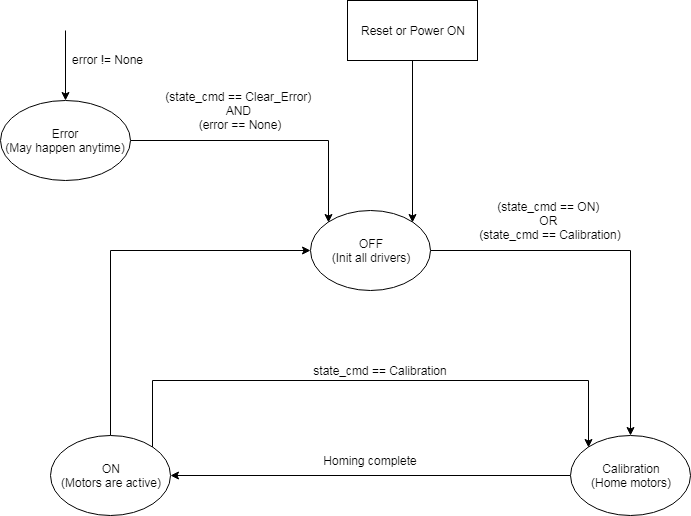 Reset or Power ON
error != None
(state_cmd == Clear_Error)
AND
(error == None)
Error
(May happen anytime)
(state_cmd == ON)
OR
(state_cmd == Calibration)
OFF
(Init all drivers)
state_cmd == Calibration
Homing complete
ON
(Motors are active)
Calibration
(Home motors)